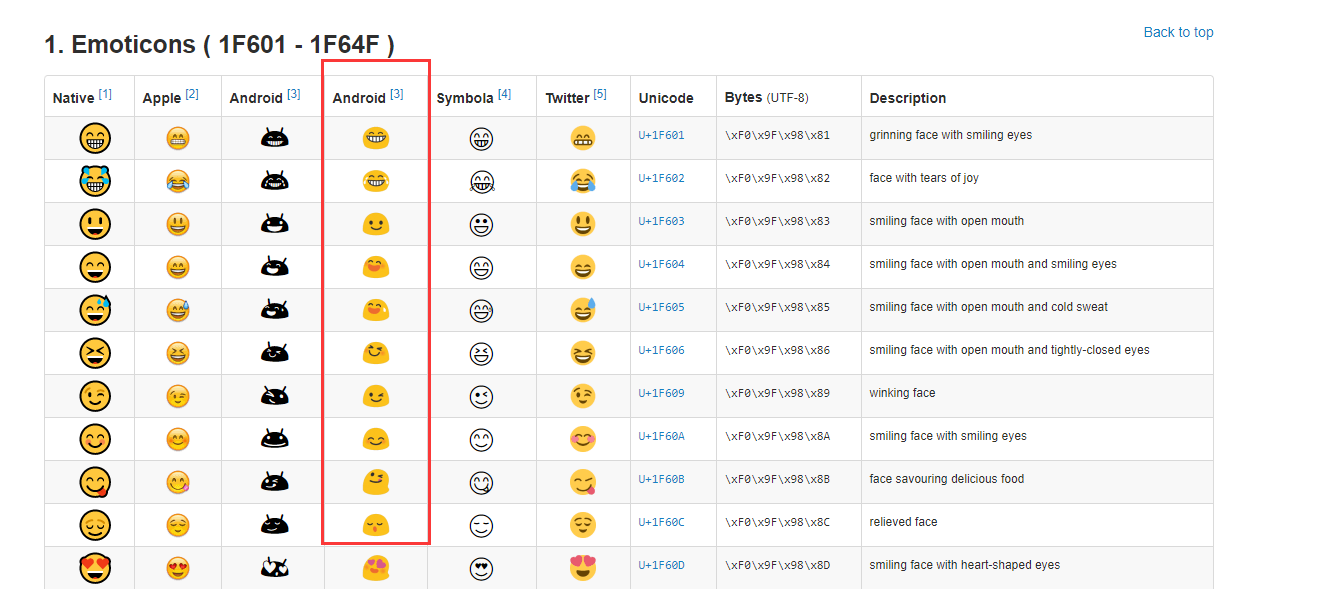 Back to top
1. Emoticons ( 1F601 - 1F64F )
Native [1] Apple [2] Android [3] Android [3] Symbola [4] Twitter [5] Unicode Bytes (UTF-8) Description
U+1F601 \xF0\x9F\x98\x81 grinning face with smiling eyes
U+1F602 \xF0\x9F\x98\x82 face with tears of joy
U+1F603 \xF0\x9F\x98\x83 smiling face with open mouth
U+1F604 \xF0\x9F\x98\x84 smiling face with open mouth and smiling eyes
U+1F605 \xF0\x9F\x98\x85 smiling face with open mouth and cold sweat
U+1F606 \xF0\x9F\x98\x86 smiling face with open mouth and tightly-closed eyes
U+1F609 \xF0\x9F\x98\x89 winking face
U+1F60A \xF0\x9F\x98\x8A smiling face with smiling eyes
U+1F60B \xF0\x9F\x98\x8B face savouring delicious food
U+1F60C \xF0\x9F\x98\x8C relieved face
U+1F60D \xF0\x9F\x98\x8D smiling face with heart-shaped eyes